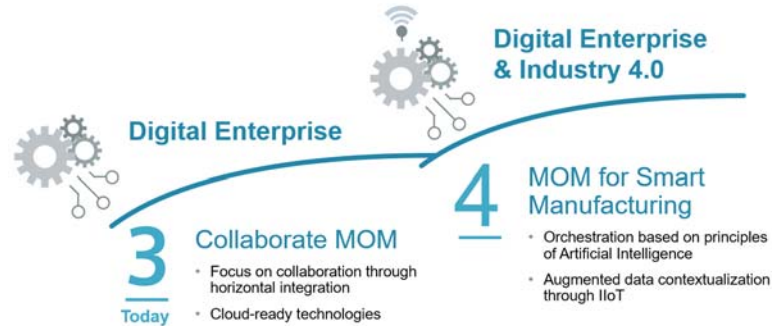 Digital Enterprise
& Industry 4.0
Digital Enterprise
3
Today
Collaborate MOM
• Focus on collaboration through
horizontal integration
• Cloud-ready technologies
4
MOM for Smart
Manufacturing
• Orchestration based on principles
of Artificial Intelligence
• Augmented data contextualization
through IIoT